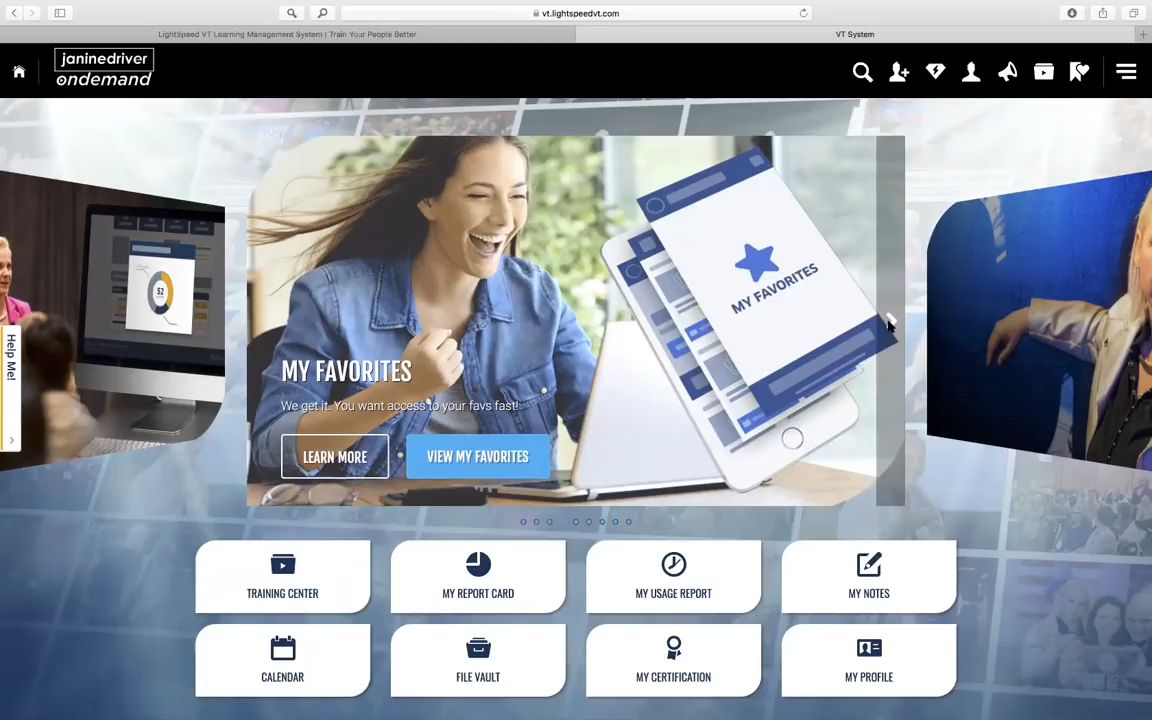 vt.lightspeedvt.com
LightSpeed VT Learning Management System | Train Your People Better
VT System
janinedriver
ondemand
52
MY FAVORITES
Help Me!
MY FAVORITES
We get it. You want access to your favs fast!
LEARN MORE
VIEW MY FAVORITES
TRAINING CENTER
MY REPORT CARD
MY USAGE REPORT
MY NOTES
CALENDAR
FILE VAULT
MY CERTIFICATION
MY PROFILE